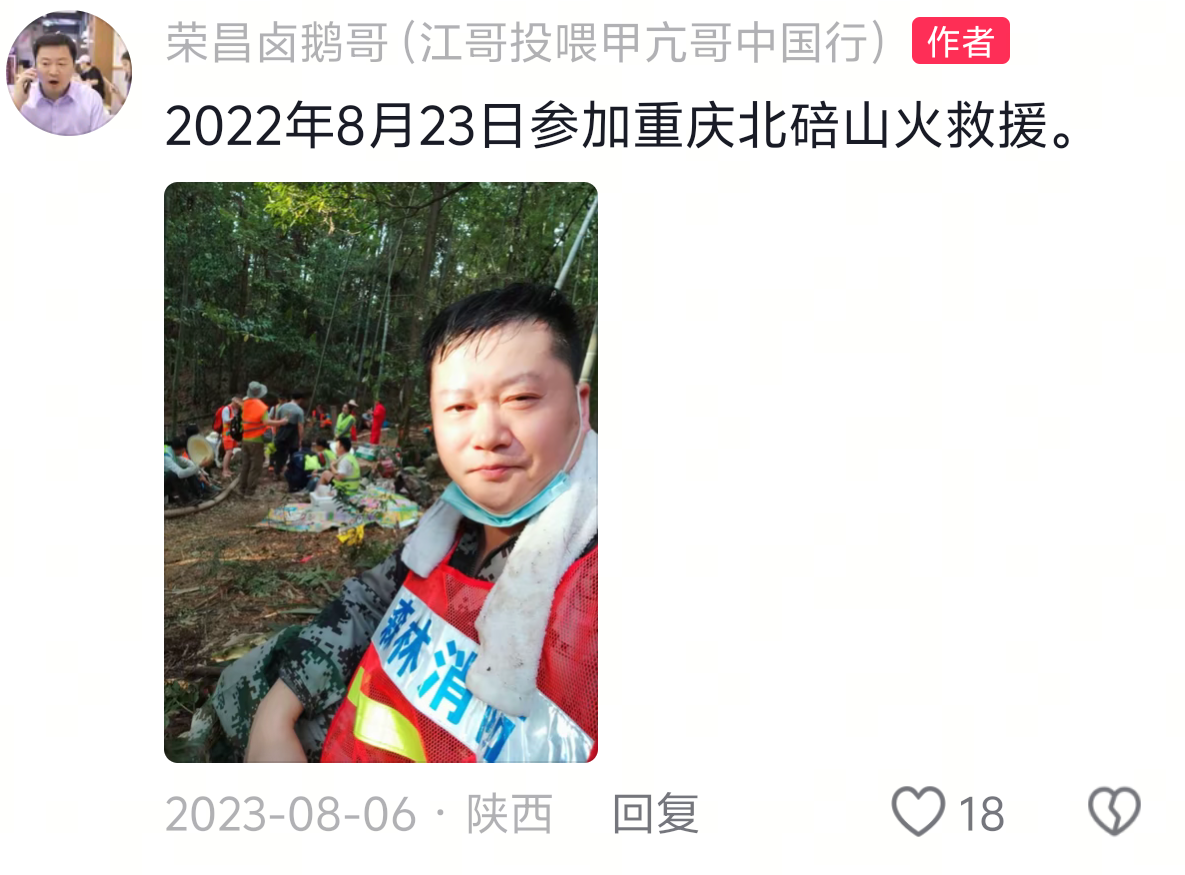 荣昌卤鹅哥（江哥投喂甲亢哥中国行） 作者
2022年8月23日参加重庆北碚山火救援。
森林消防
2023-08-06 · 陕西 回复 18